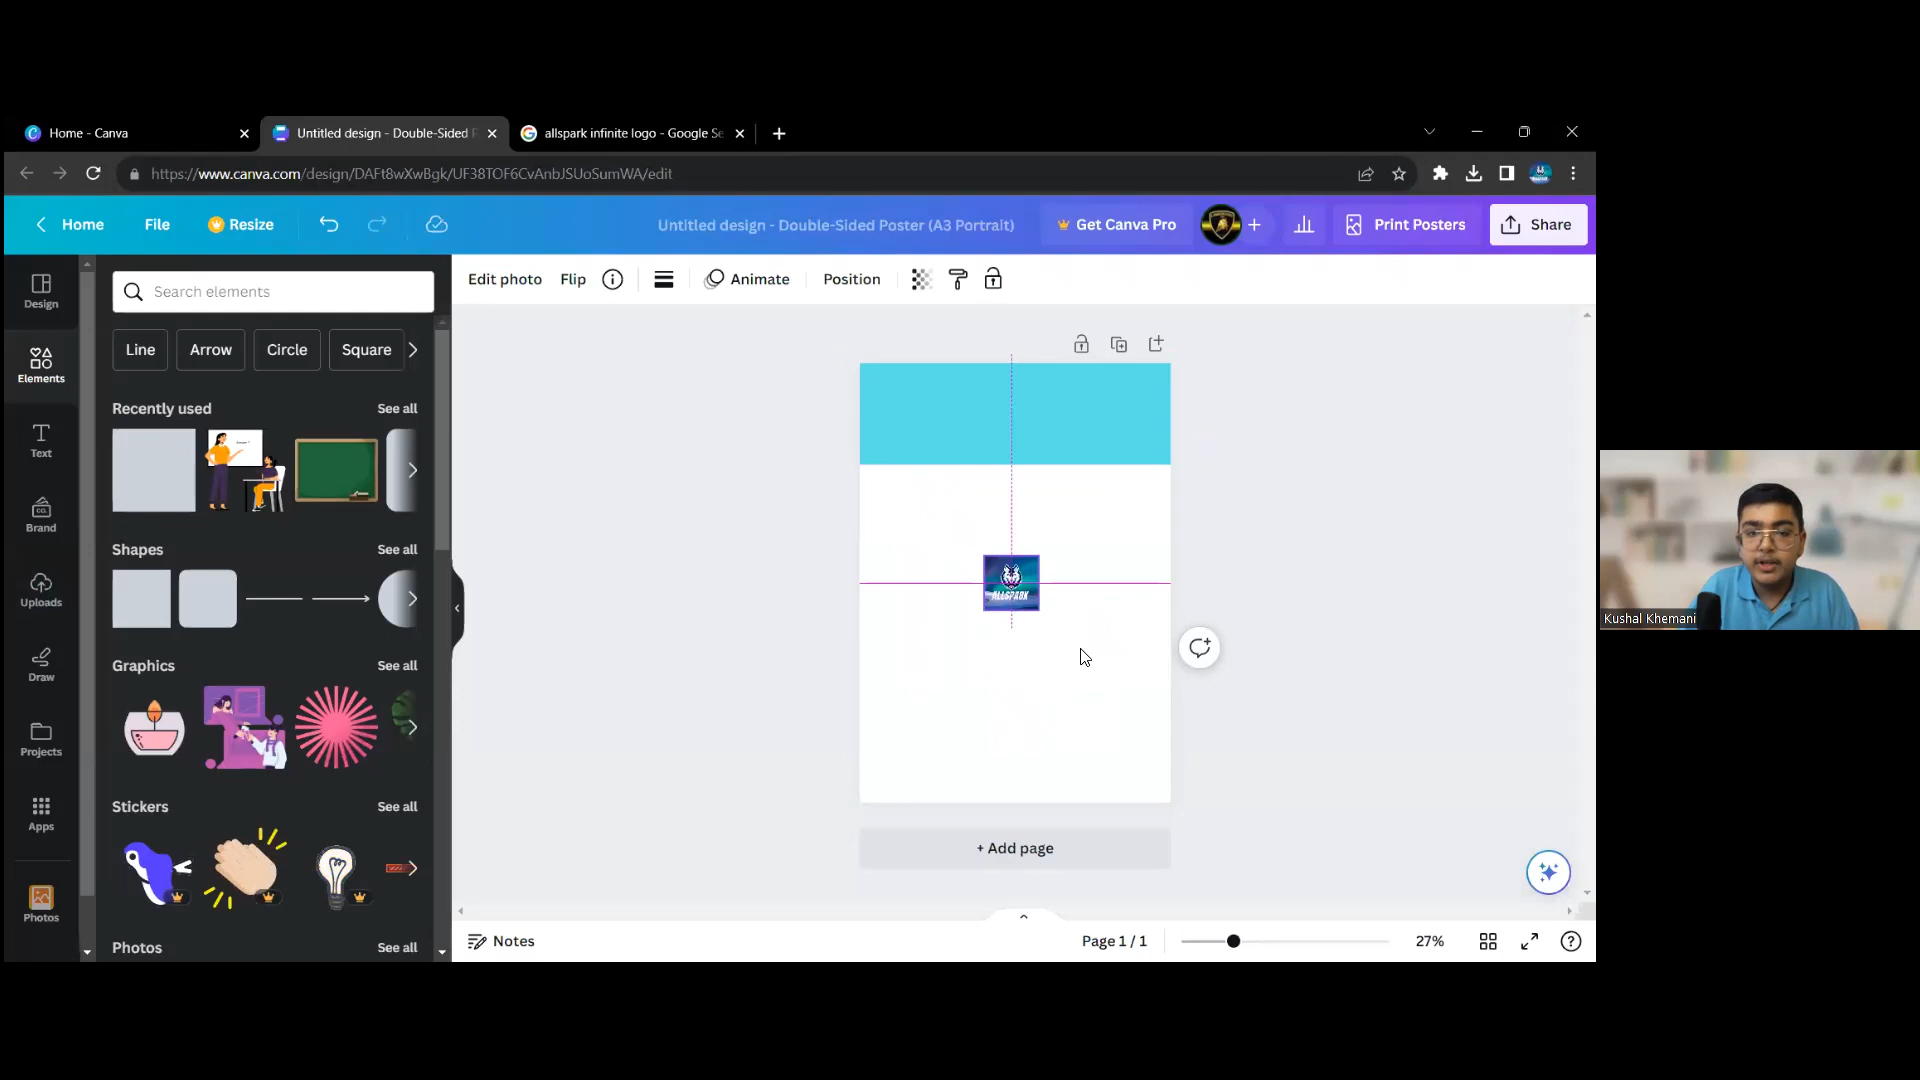 Home - Canva
Untitled design - Double-Sided P
allspark infinite logo - Google Se
https://www.canva.com/design/DAFt8wXwBgk/UF38TOF6CvAnbJSUoSumWA/edit
Home
File
Resize
Untitled design - Double-Sided Poster (A3 Portrait)
Get Canva Pro
Print Posters
Share
Design
Elements
Text
Brand
Uploads
Draw
Projects
Apps
Photos
Search elements
Line
Arrow
Circle
Square
Recently used
See all
Shapes
See all
Graphics
See all
Stickers
See all
Photos
See all
Edit photo
Flip
Animate
Position
ALLSPARK
+ Add page
Notes
Page 1 / 1
27%
Kushal Khemani